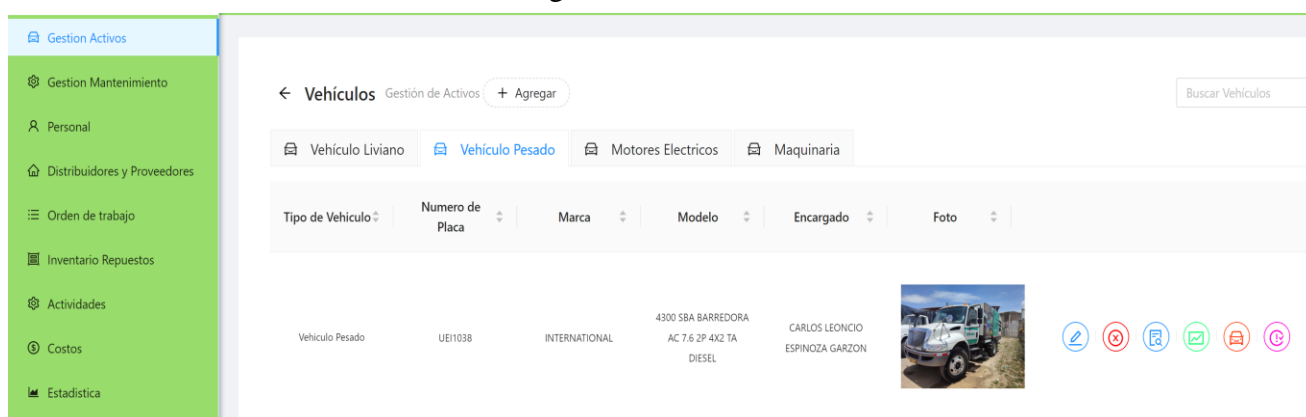 Gestion Activos
Gestion Mantenimiento
Personal
Distribuidores y Proveedores
Orden de trabajo
Inventario Repuestos
Actividades
Costos
Estadistica
Vehículos Gestión de Activos + Agregar
Buscar Vehículos
Vehículo Liviano Vehículo Pesado Motores Electricos Maquinaria
Tipo de Vehiculo Numero de Placa Marca Modelo Encargado Foto
Vehiculo Pesado
UEI1038
INTERNATIONAL
4300 SBA BARREDORA
AC 7.6 2P 4X2 TA
DIESEL
CARLOS LEONCIO
ESPINOZA GARZON